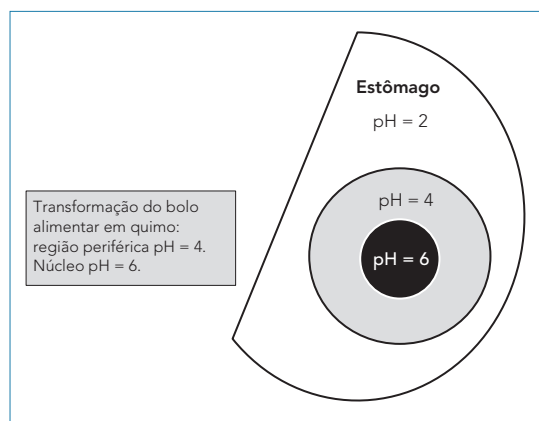 Estômago
pH = 2
pH = 4
pH = 6
Transformação do bolo
alimentar em quimo:
região periférica pH = 4.
Núcleo pH = 6.